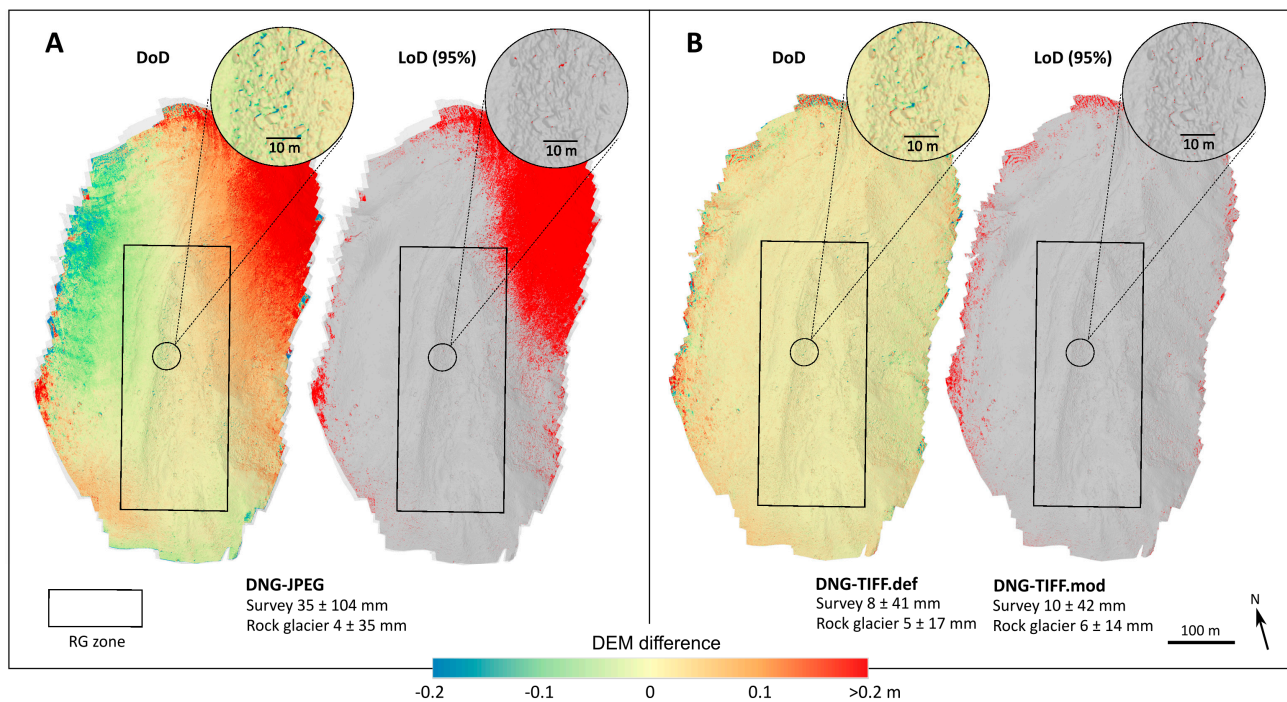 A
DoD
LoD (95%)
10 m
10 m
B
DoD
LoD (95%)
10 m
10 m
RG zone
DNG-JPEG
Survey 35 ± 104 mm
Rock glacier 4 ± 35 mm
DNG-TIFF.def
Survey 8 ± 41 mm
Rock glacier 5 ± 17 mm
DNG-TIFF.mod
Survey 10 ± 42 mm
Rock glacier 6 ± 14 mm
N
100 m
DEM difference
-0.2 -0.1 0 0.1 >0.2 m